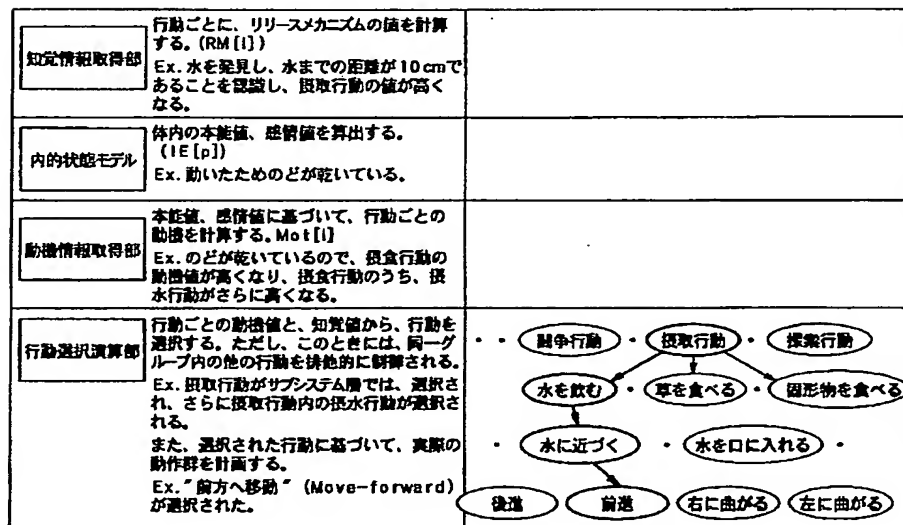 知覚情報取得部
行動ごとに、リリースメカニズムの値を計算
する。(RM[i])
Ex.水を発見し、水までの距離が10cmで
あることを認識し、摂取行動の値が高く
なる。
内的状態モデル
体内の本能値、感情値を算出する。
(IE[p])
Ex.動いたためのどが乾いている。
動機情報取得部
本能値、感情値に基づいて、行動ごとの
動機を計算する。Mot[i]
Ex.のどが乾いているので、摂食行動の
動機値が高くなり、摂食行動のうち、摂
水行動がさらに高くなる。
行動選択演算部
行動ごとの動機値と、知覚値から、行動を
選択する。ただし、このときには、同一グ
ループ内の他の行動を排他的に制御される。
Ex.摂取行動がサブシステム層では、選択さ
れ、さらに摂取行動内の摂水行動が選択さ
れる。
また、選択された行動に基づいて、実際の
動作群を計画する。
Ex."前方へ移動" (Move-forward)
が選択された。
闘争行動 摂取行動 探索行動
水を飲む 草を食べる 固形物を食べる
水に近づく 水を口に入れる
後進 前進 右に曲がる 左に曲がる